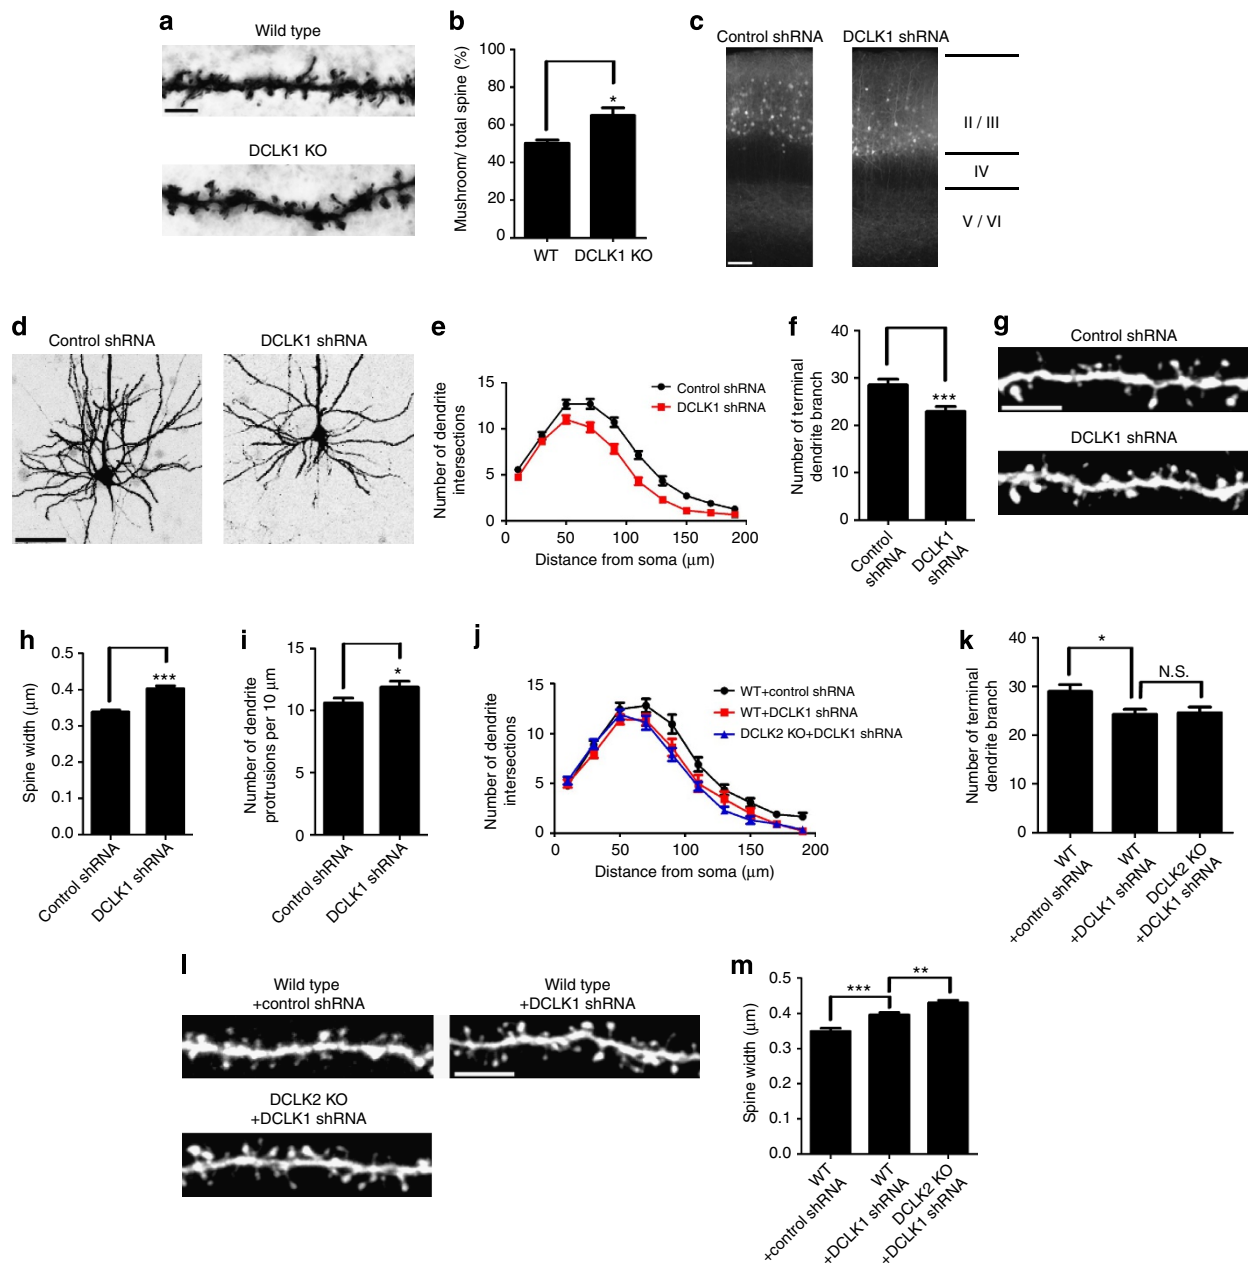 a
Wild type
DCLK1 KO
b
Mushroom/ total spine (%)
100
80
60
40
20
0
*
WT
DCLK1 KO
c
Control shRNA
DCLK1 shRNA
II / III
IV
V / VI
d
Control shRNA
DCLK1 shRNA
e
Number of dendrite
intersections
15
10
5
0
0
50
100
150
200
Distance from soma (μm)
Control shRNA
DCLK1 shRNA
f
Number of terminal
dendrite branch
40
30
20
10
0
***
Control
shRNA
DCLK1
shRNA
g
Control shRNA
DCLK1 shRNA
h
Spine width (μm)
0.5
0.4
0.3
0.2
0.1
0.0
***
Control shRNA
DCLK1 shRNA
i
Number of dendrite
protrusions per 10 μm
15
10
5
0
*
Control shRNA
DCLK1 shRNA
j
Number of dendrite
intersections
15
10
5
0
0
50
100
150
200
Distance from soma (μm)
WT+control shRNA
WT+DCLK1 shRNA
DCLK2 KO+DCLK1 shRNA
k
Number of terminal
dendrite branch
40
30
20
10
0
*
N.S.
WT
+control shRNA
WT
+DCLK1 shRNA
DCLK2 KO
+DCLK1 shRNA
l
Wild type
+control shRNA
Wild type
+DCLK1 shRNA
DCLK2 KO
+DCLK1 shRNA
m
Spine width (μm)
0.5
0.4
0.3
0.2
0.1
0.0
***
**
WT
+control shRNA
WT
+DCLK1 shRNA
DCLK2 KO
+DCLK1 shRNA